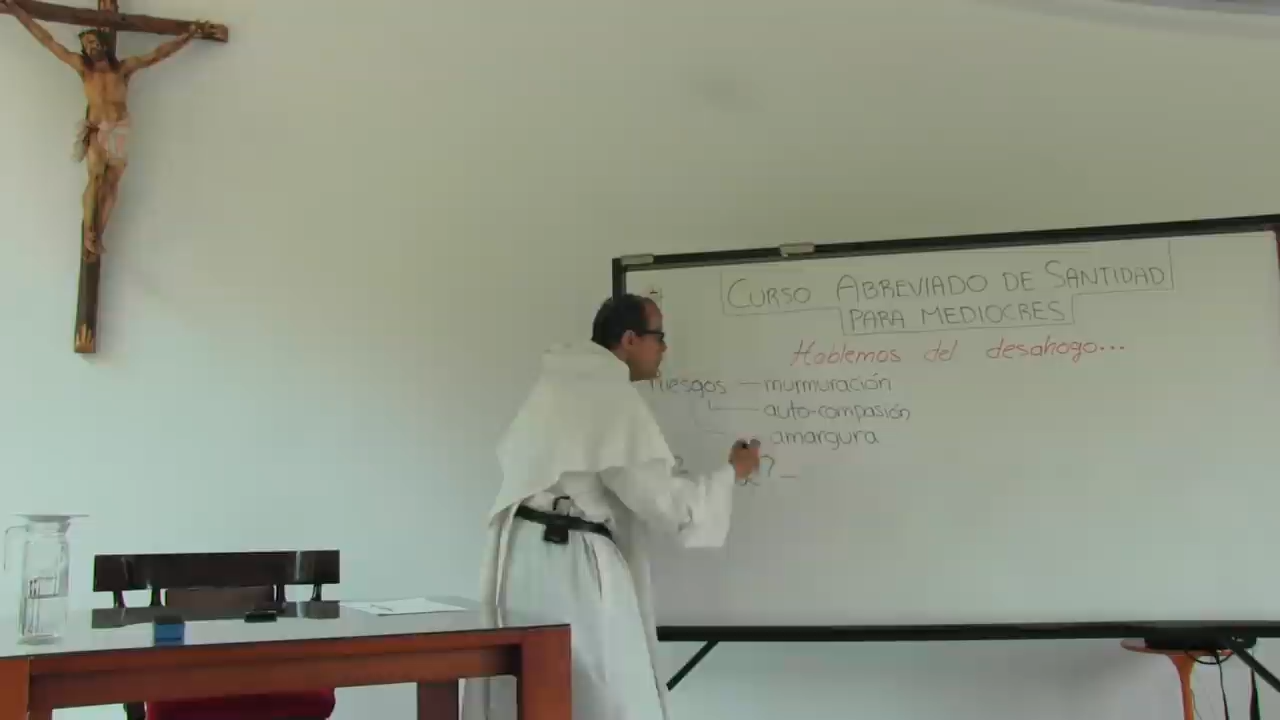 CURSO ABREVIADO DE SANTIDAD
PARA MEDIOCRES
Hablemos del desahogo...
riesgos — murmuración
auto-compasión
amargura